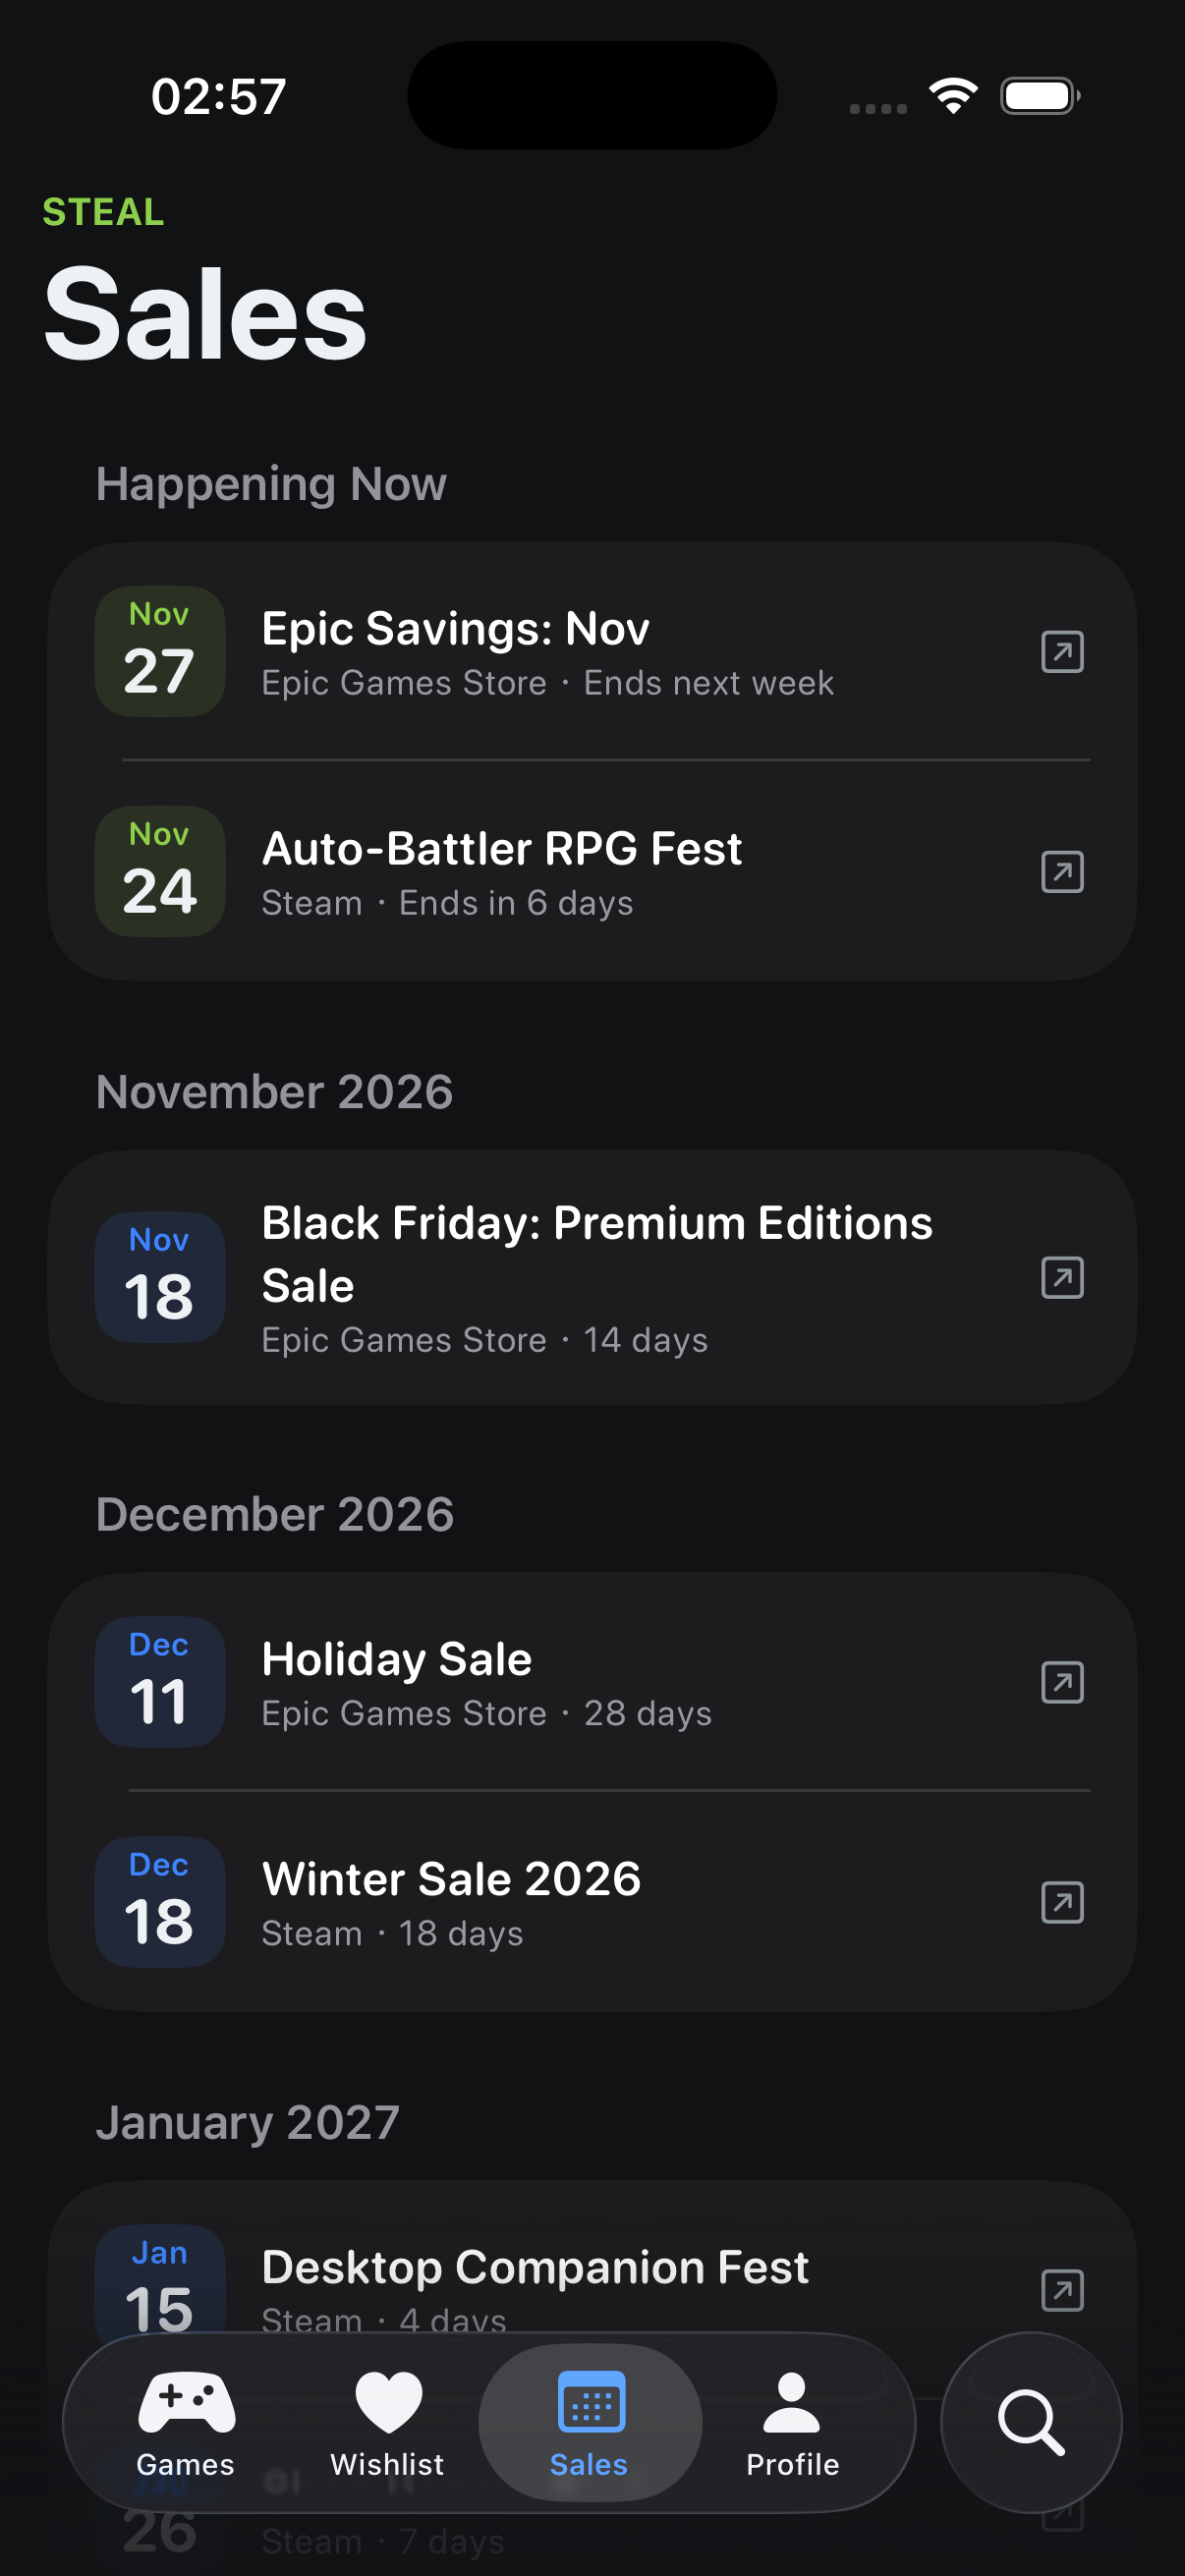 02:57
STEAL
Sales
Happening Now
Nov
27
Epic Savings: Nov
Epic Games Store · Ends next week
Nov
24
Auto-Battler RPG Fest
Steam · Ends in 6 days
November 2026
Nov
18
Black Friday: Premium Editions
Sale
Epic Games Store · 14 days
December 2026
Dec
11
Holiday Sale
Epic Games Store · 28 days
Dec
18
Winter Sale 2026
Steam · 18 days
January 2027
Jan
15
Desktop Companion Fest
Steam · 4 days
Games
Wishlist
Sales
Profile
26
Steam · 7 days